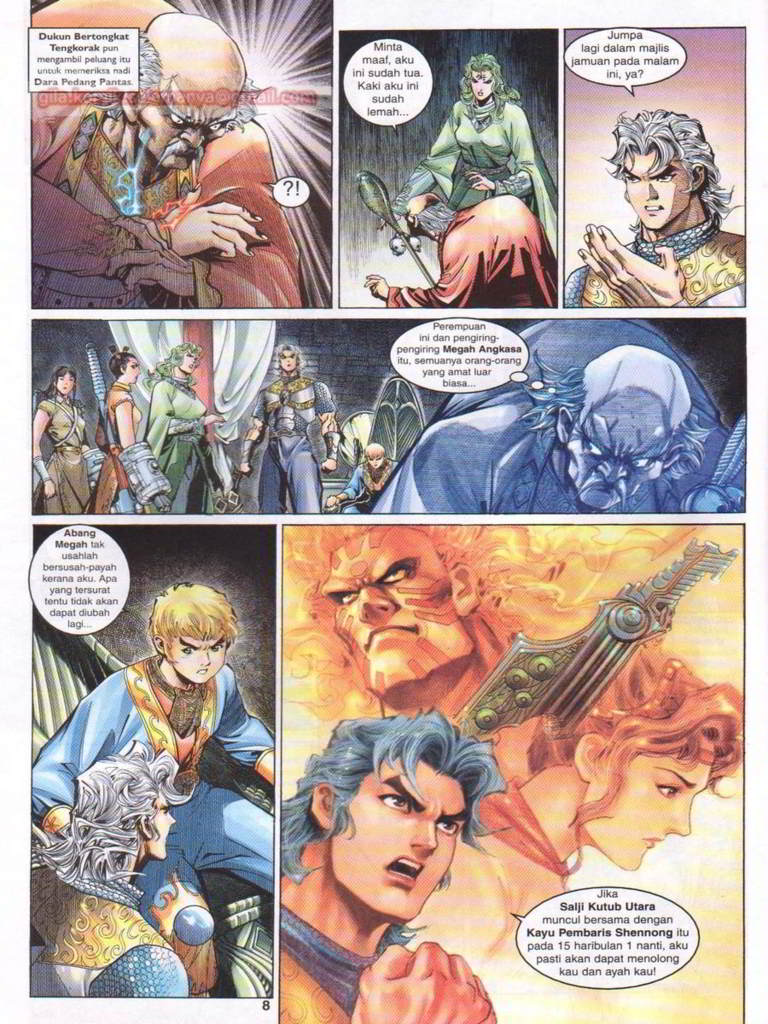 Dukun Bertongkat
Tengkorak pun
mengambil peluang itu
untuk memeriksa nadi
Dara Pedang Pantas.
?!
Minta
maaf, aku
ini sudah tua.
Kaki aku ini
sudah
lemah...
Jumpa
lagi dalam majlis
jamuan pada malam
ini, ya?
Perempuan
ini dan pengiring-
pengiring Megah Angkasa
itu, semuanya orang-orang
yang amat luar
biasa...
Abang
Megah tak
usahlah
bersusah-payah
kerana aku. Apa
yang tersurat
tentu tidak akan
dapat diubah
lagi...
Jika
Salji Kutub Utara
muncul bersama dengan
Kayu Pembaris Shennong itu
pada 15 haribulan 1 nanti, aku
pasti akan dapat menolong
kau dan ayah kau!
8